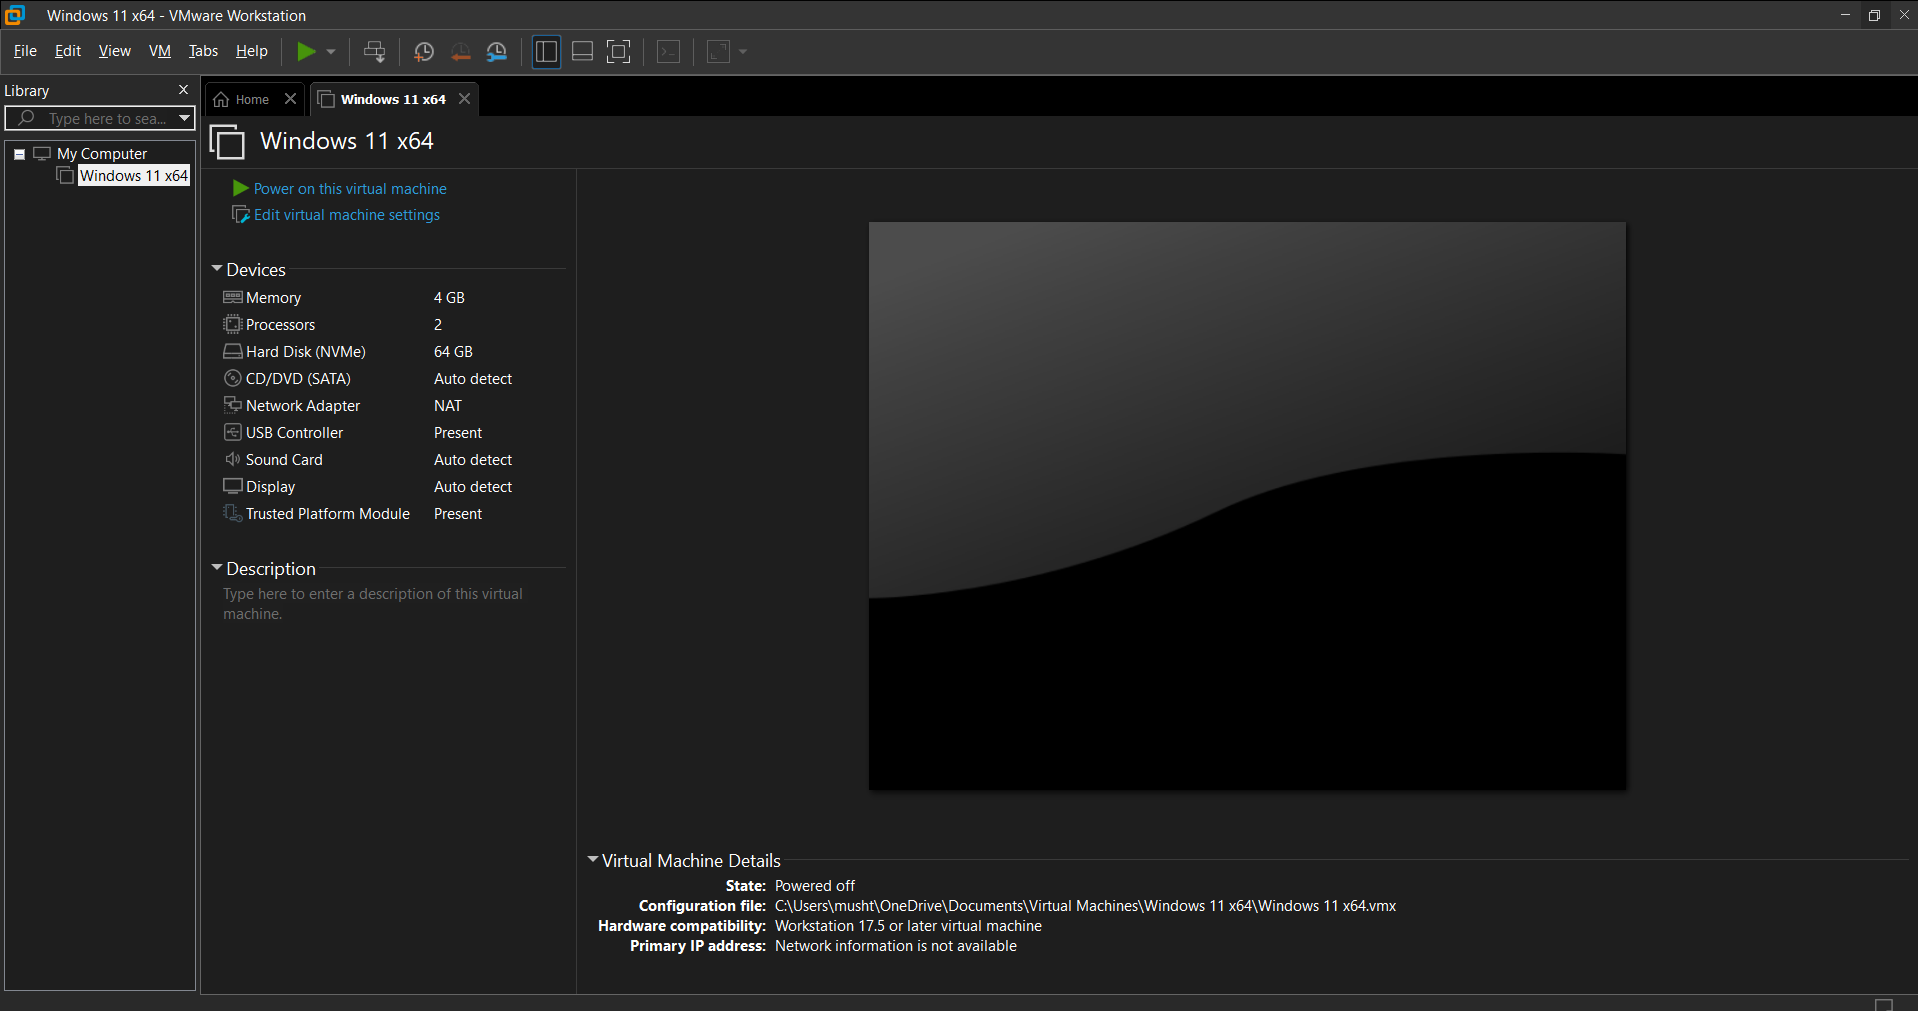 Windows 11 x64 - VMware Workstation
File Edit View VM Tabs Help
Library
Type here to sea...
My Computer
Windows 11 x64
Home
Windows 11 x64
Windows 11 x64
Power on this virtual machine
Edit virtual machine settings
Devices
Memory 4 GB
Processors 2
Hard Disk (NVMe) 64 GB
CD/DVD (SATA) Auto detect
Network Adapter NAT
USB Controller Present
Sound Card Auto detect
Display Auto detect
Trusted Platform Module Present
Description
Type here to enter a description of this virtual
machine.
Virtual Machine Details
State: Powered off
Configuration file: C:\Users\musht\OneDrive\Documents\Virtual Machines\Windows 11 x64\Windows 11 x64.vmx
Hardware compatibility: Workstation 17.5 or later virtual machine
Primary IP address: Network information is not available